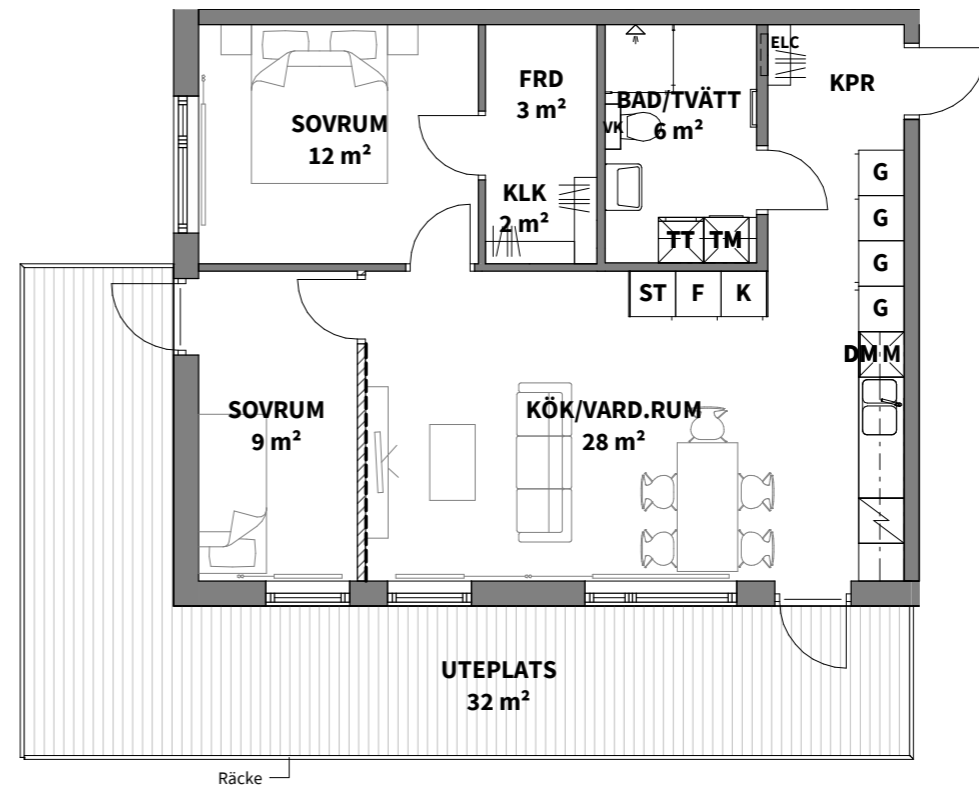 ELC
KPR
FRD
3 m²
BAD/TVÄTT
6 m²
VK
SOVRUM
12 m²
KLK
2 m²
G
G
G
G
TT
TM
ST
F
K
DM
M
SOVRUM
9 m²
KÖK/VARD.RUM
28 m²
UTEPLATS
32 m²
Räcke